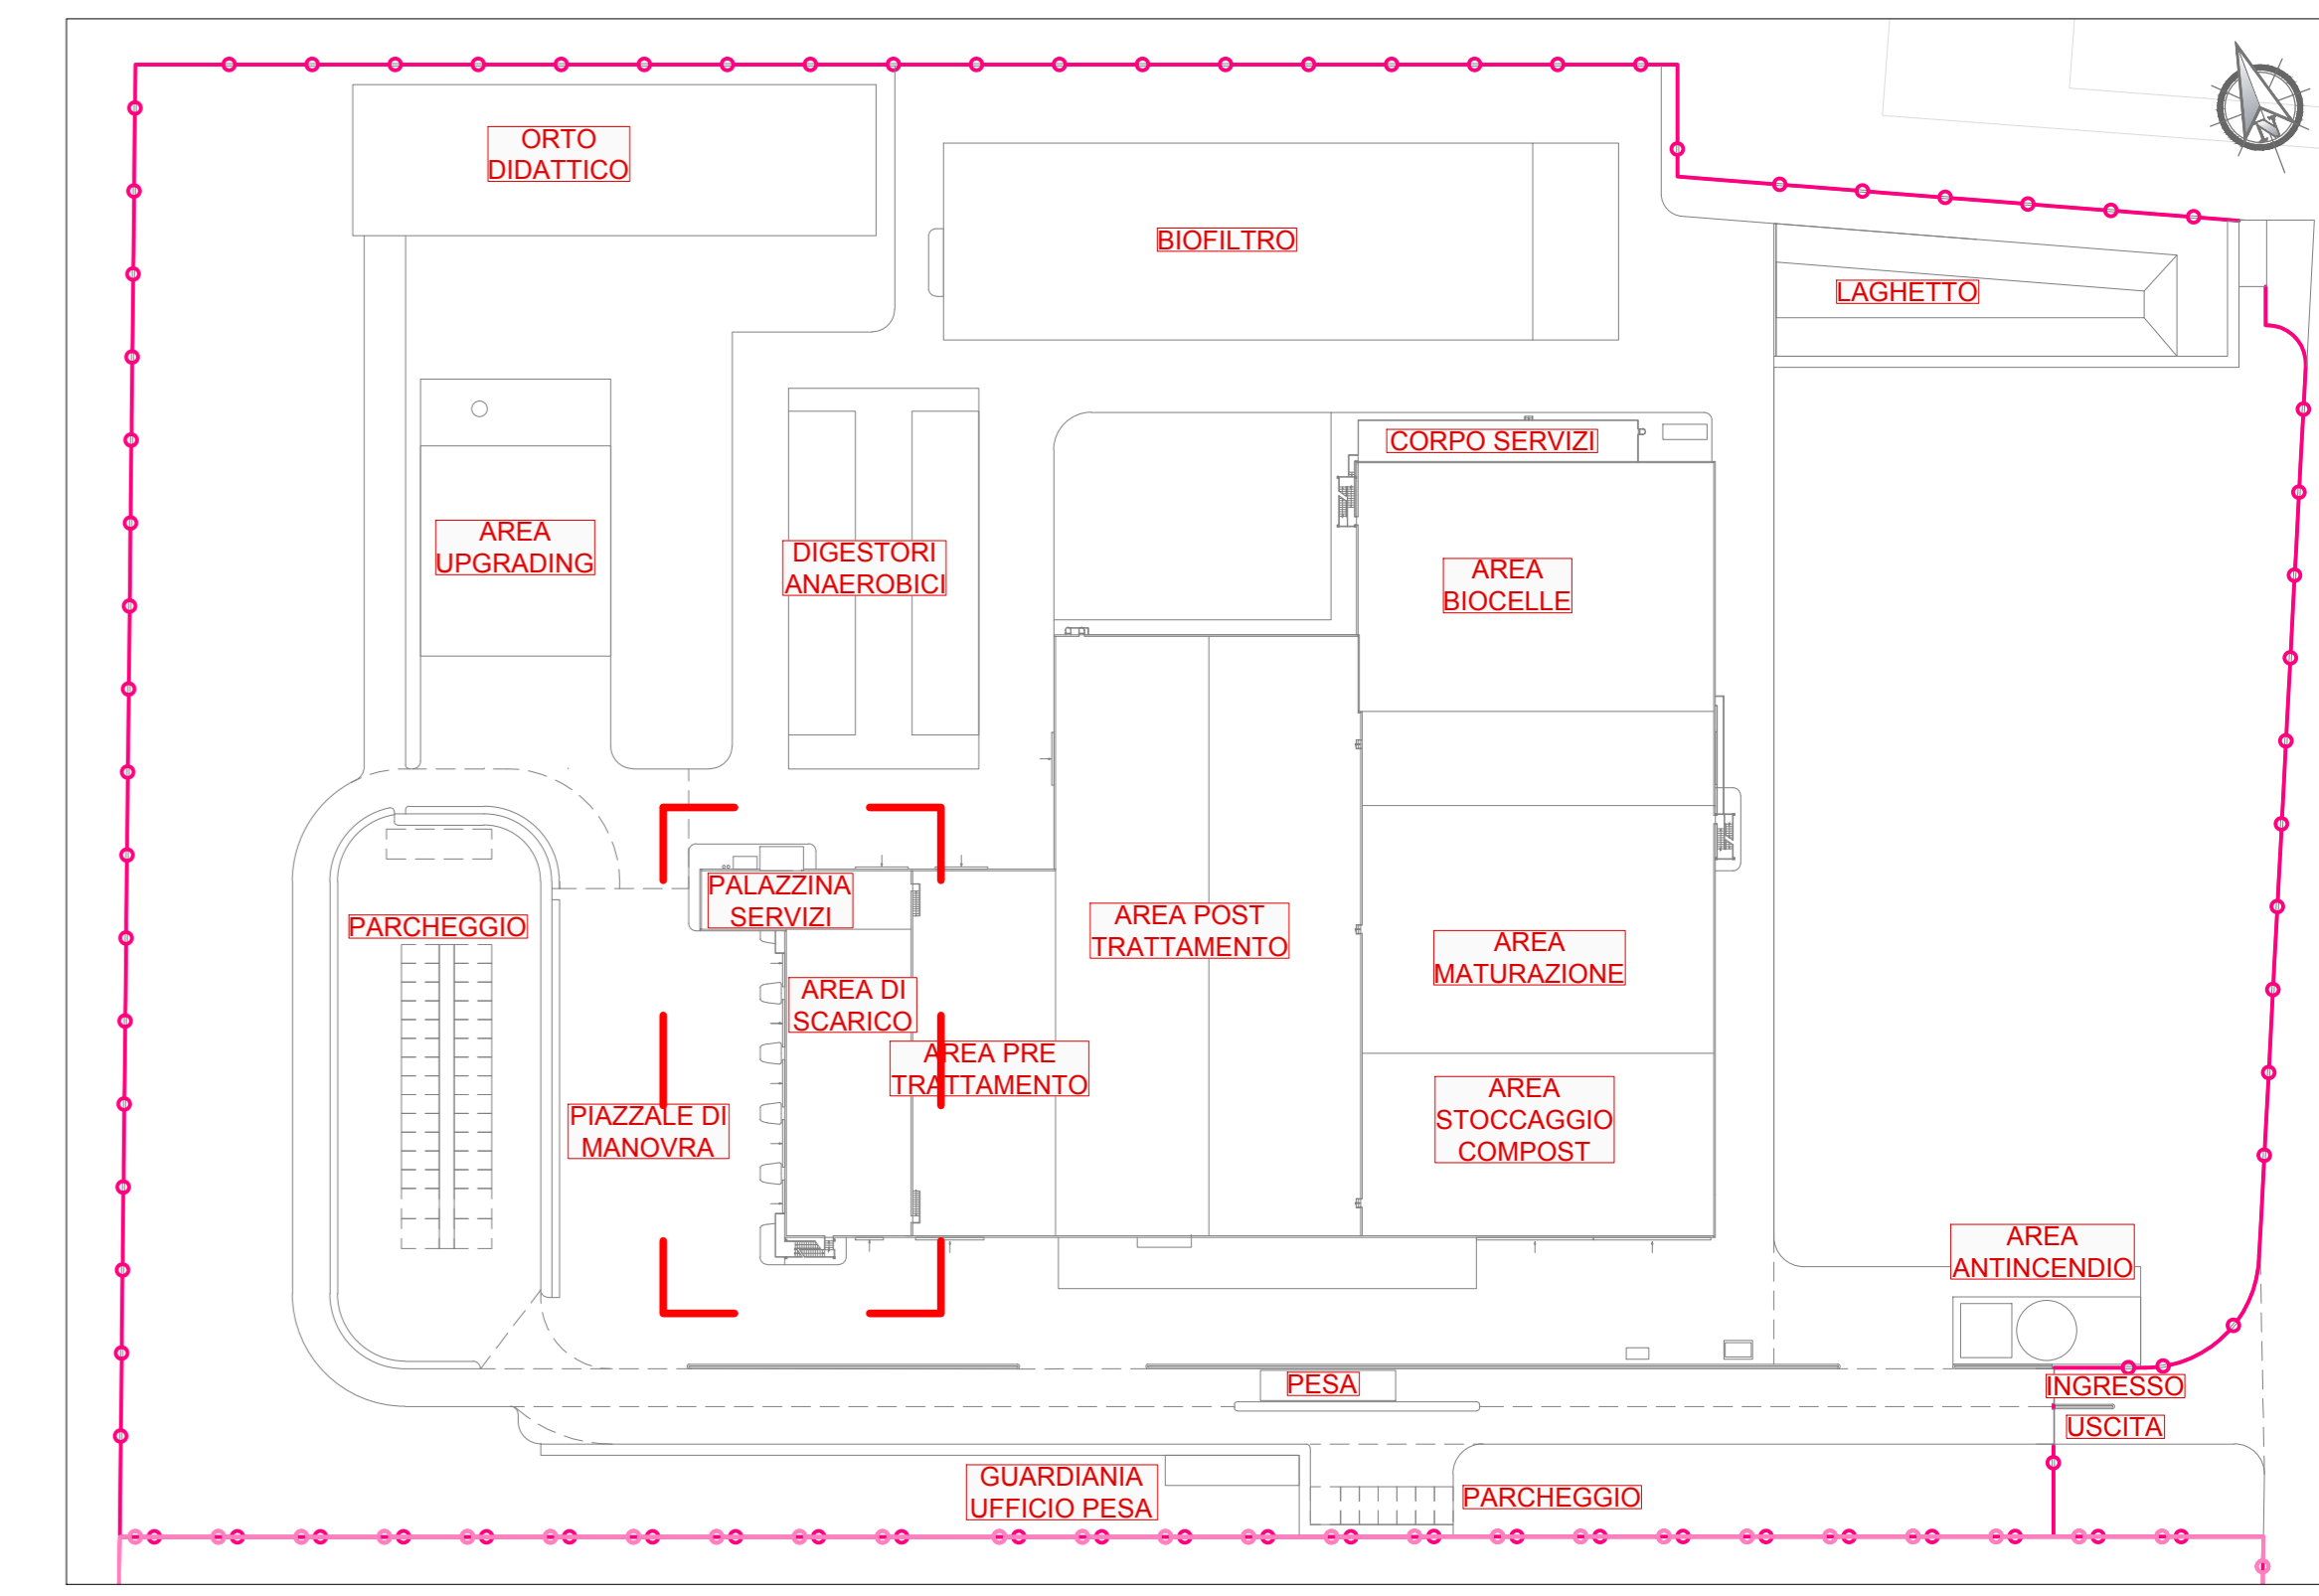 ORTO
DIDATTICO
BIOFILTRO
LAGHETTO
CORPO SERVIZI
AREA
UPGRADING
DIGESTORI
ANAEROBICI
AREA
BIOCELLE
PALAZZINA
SERVIZI
PARCHEGGIO
AREA POST
TRATTAMENTO
AREA
MATURAZIONE
AREA DI
SCARICO
AREA PRE
TRATTAMENTO
PIAZZALE DI
MANOVRA
AREA
STOCCAGGIO
COMPOST
AREA
ANTINCENDIO
PESA
INGRESSO
USCITA
GUARDIANIA
UFFICIO PESA
PARCHEGGIO
N